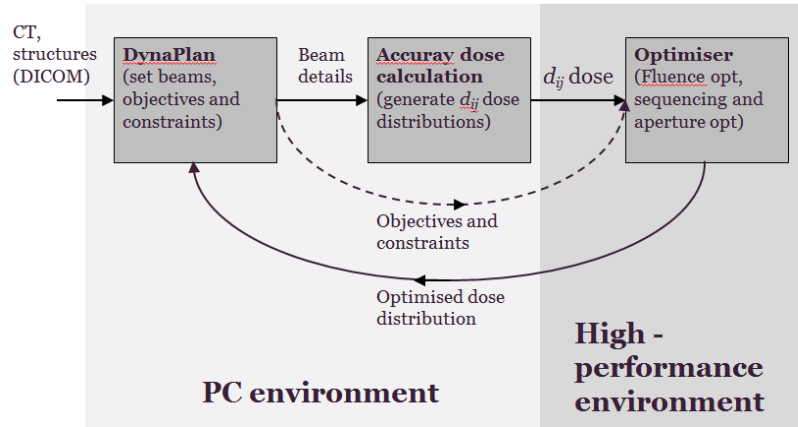 CT,
structures
(DICOM)
DynaPlan
(set beams,
objectives and
constraints)
Beam
details
Accuray dose
calculation
(generate dij dose
distributions)
dij dose
Optimiser
(Fluence opt,
sequencing and
aperture opt)
Objectives and
constraints
Optimised dose
distribution
PC environment
High -
performance
environment